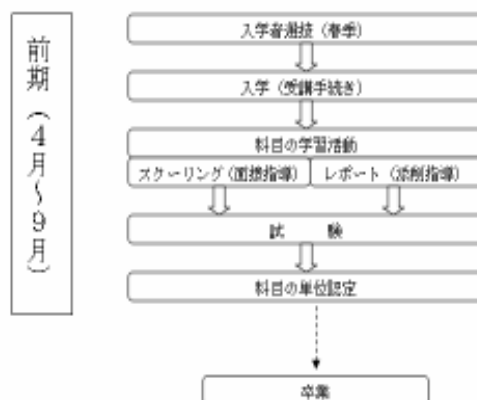 前期（4月～9月）
入学者選抜（春季）
入学（受講手続き）
科目の学習活動
スクーリング（面接指導）
レポート（添削指導）
試　　験
科目の単位認定
卒業